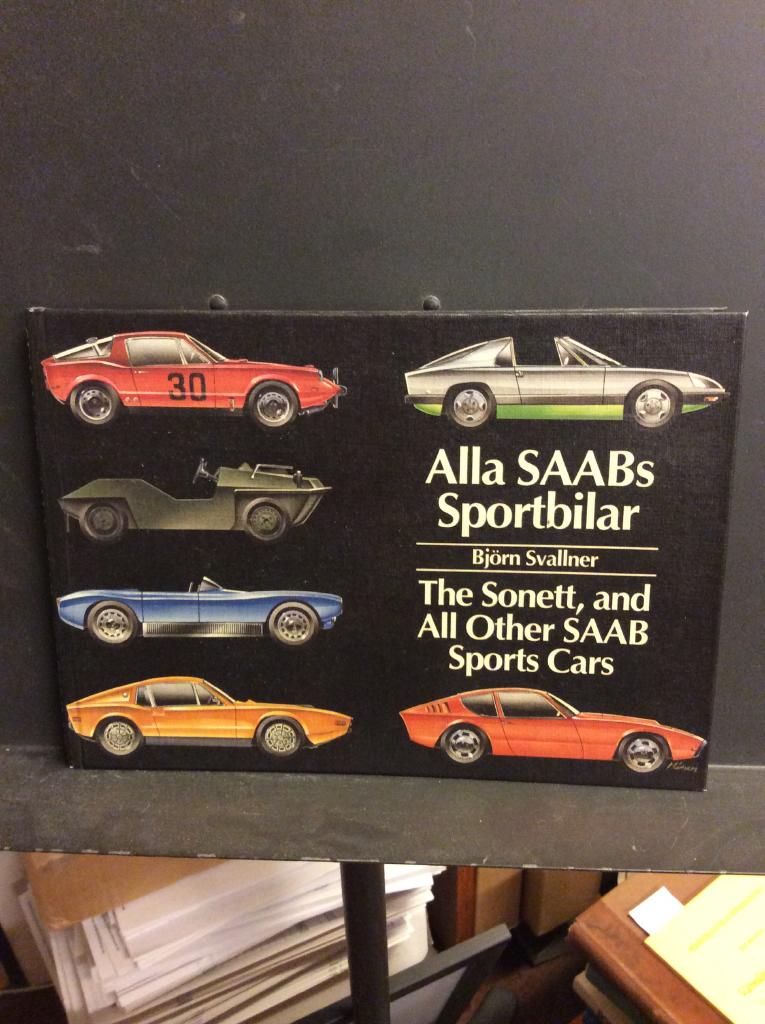 30
Alla SAABs
Sportbilar
Björn Svallner
The Sonett, and
All Other SAAB
Sports Cars